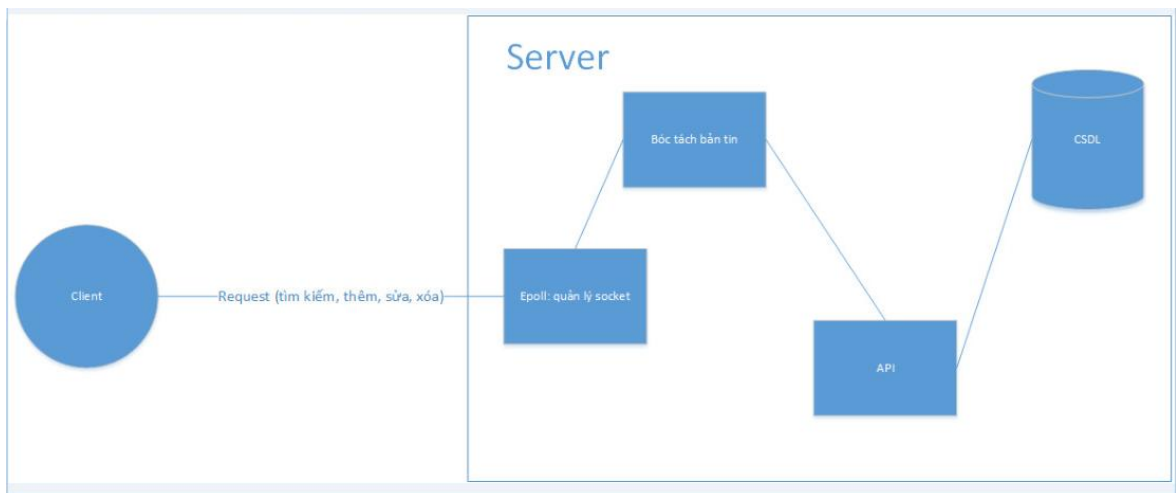 Server
Bóc tách bản tin
CSDL
Client
Request (tìm kiếm, thêm, sửa, xóa)
Epoll: quản lý socket
API